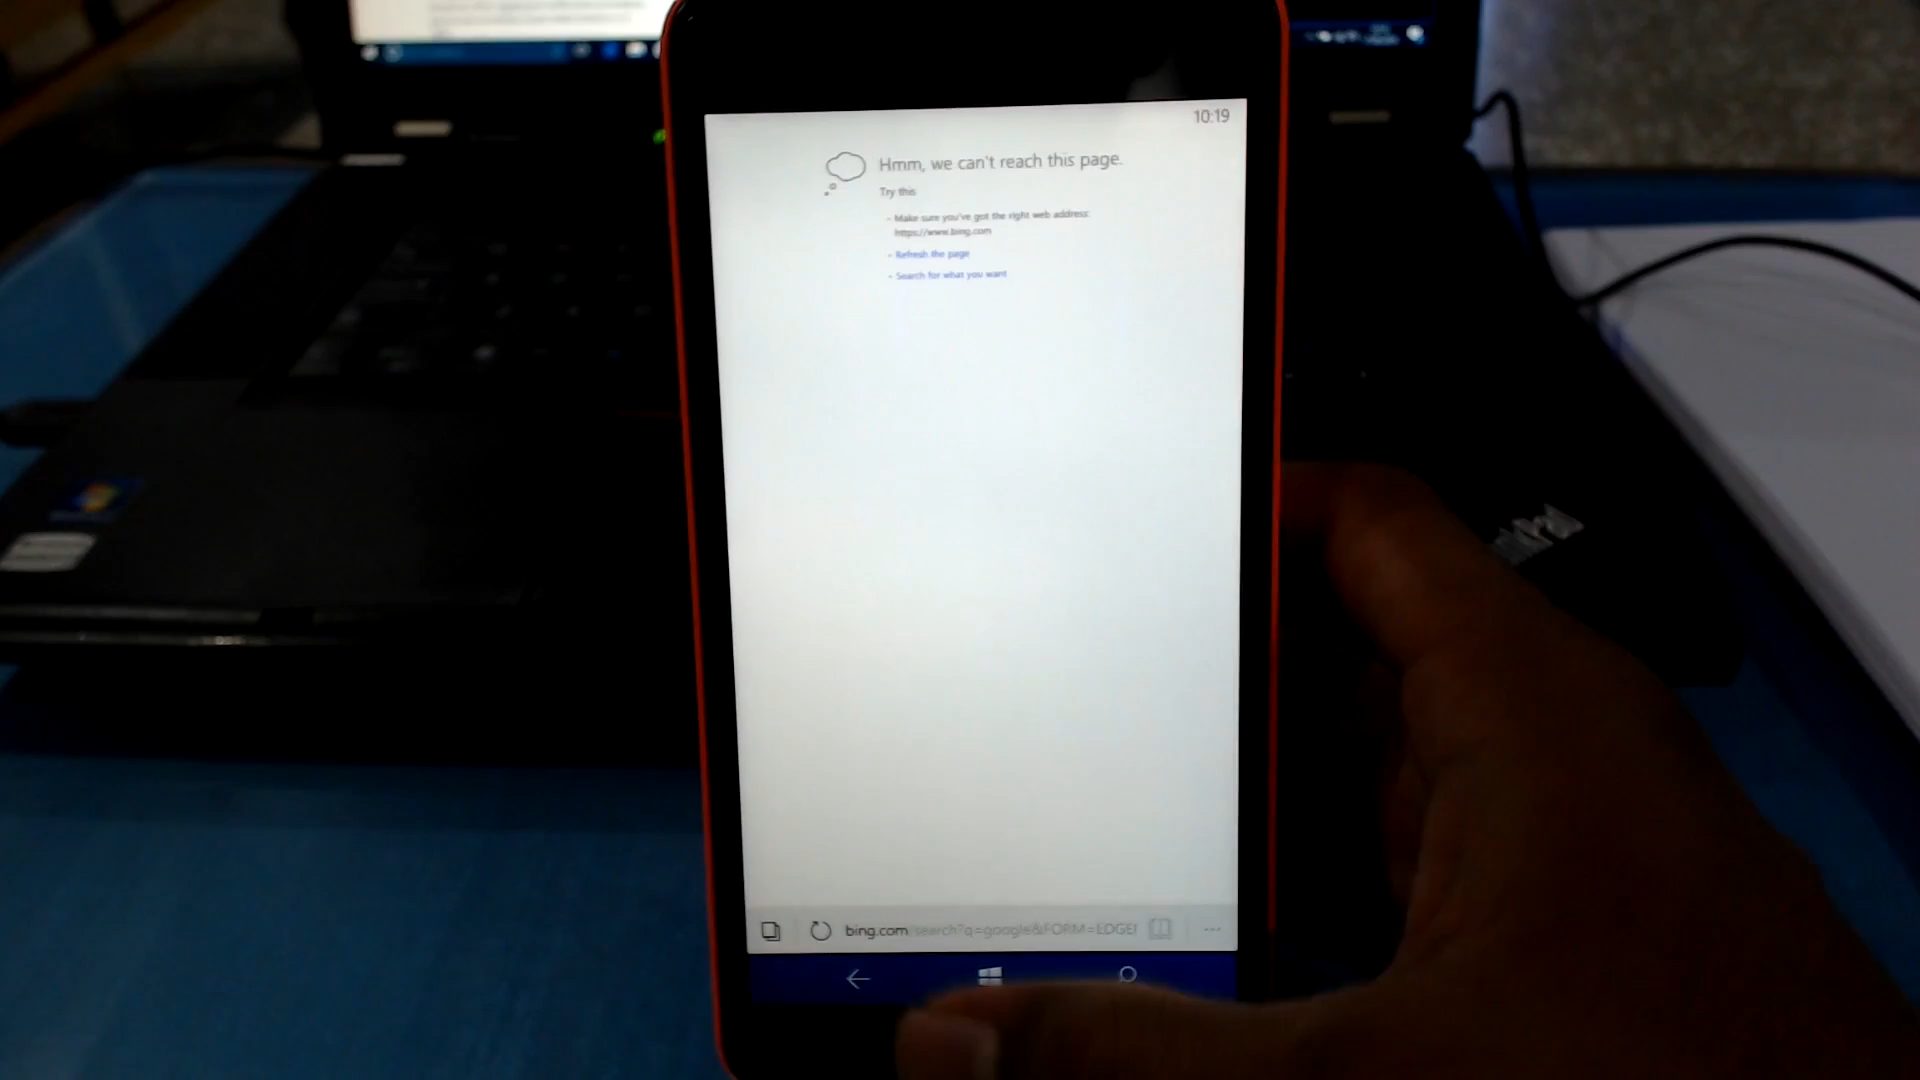 10:19
Hmm, we can't reach this page.
Try this
- Make sure you've got the right web address:
https://www.bing.com
- Refresh the page
- Search for what you want
bing.com/search?q=google&FORM=EDGE